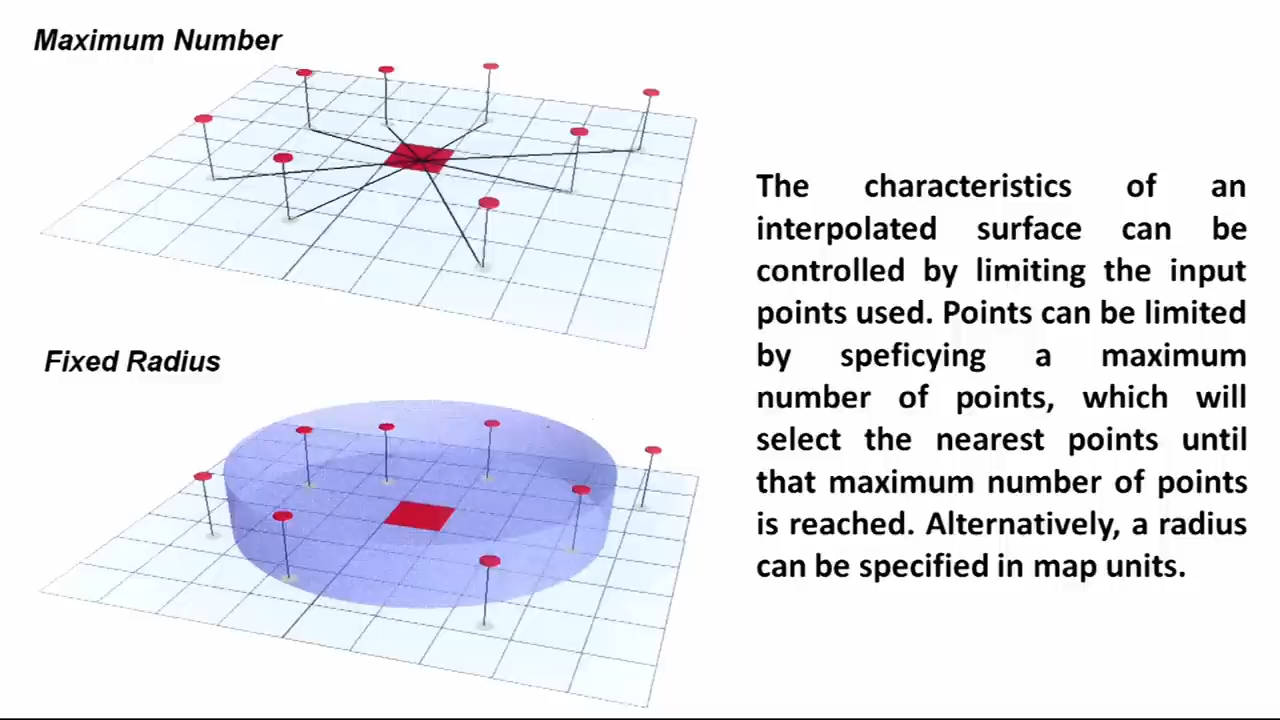 Maximum Number
Fixed Radius
The characteristics of an
interpolated surface can be
controlled by limiting the input
points used. Points can be limited
by speficying a maximum
number of points, which will
select the nearest points until
that maximum number of points
is reached. Alternatively, a radius
can be specified in map units.